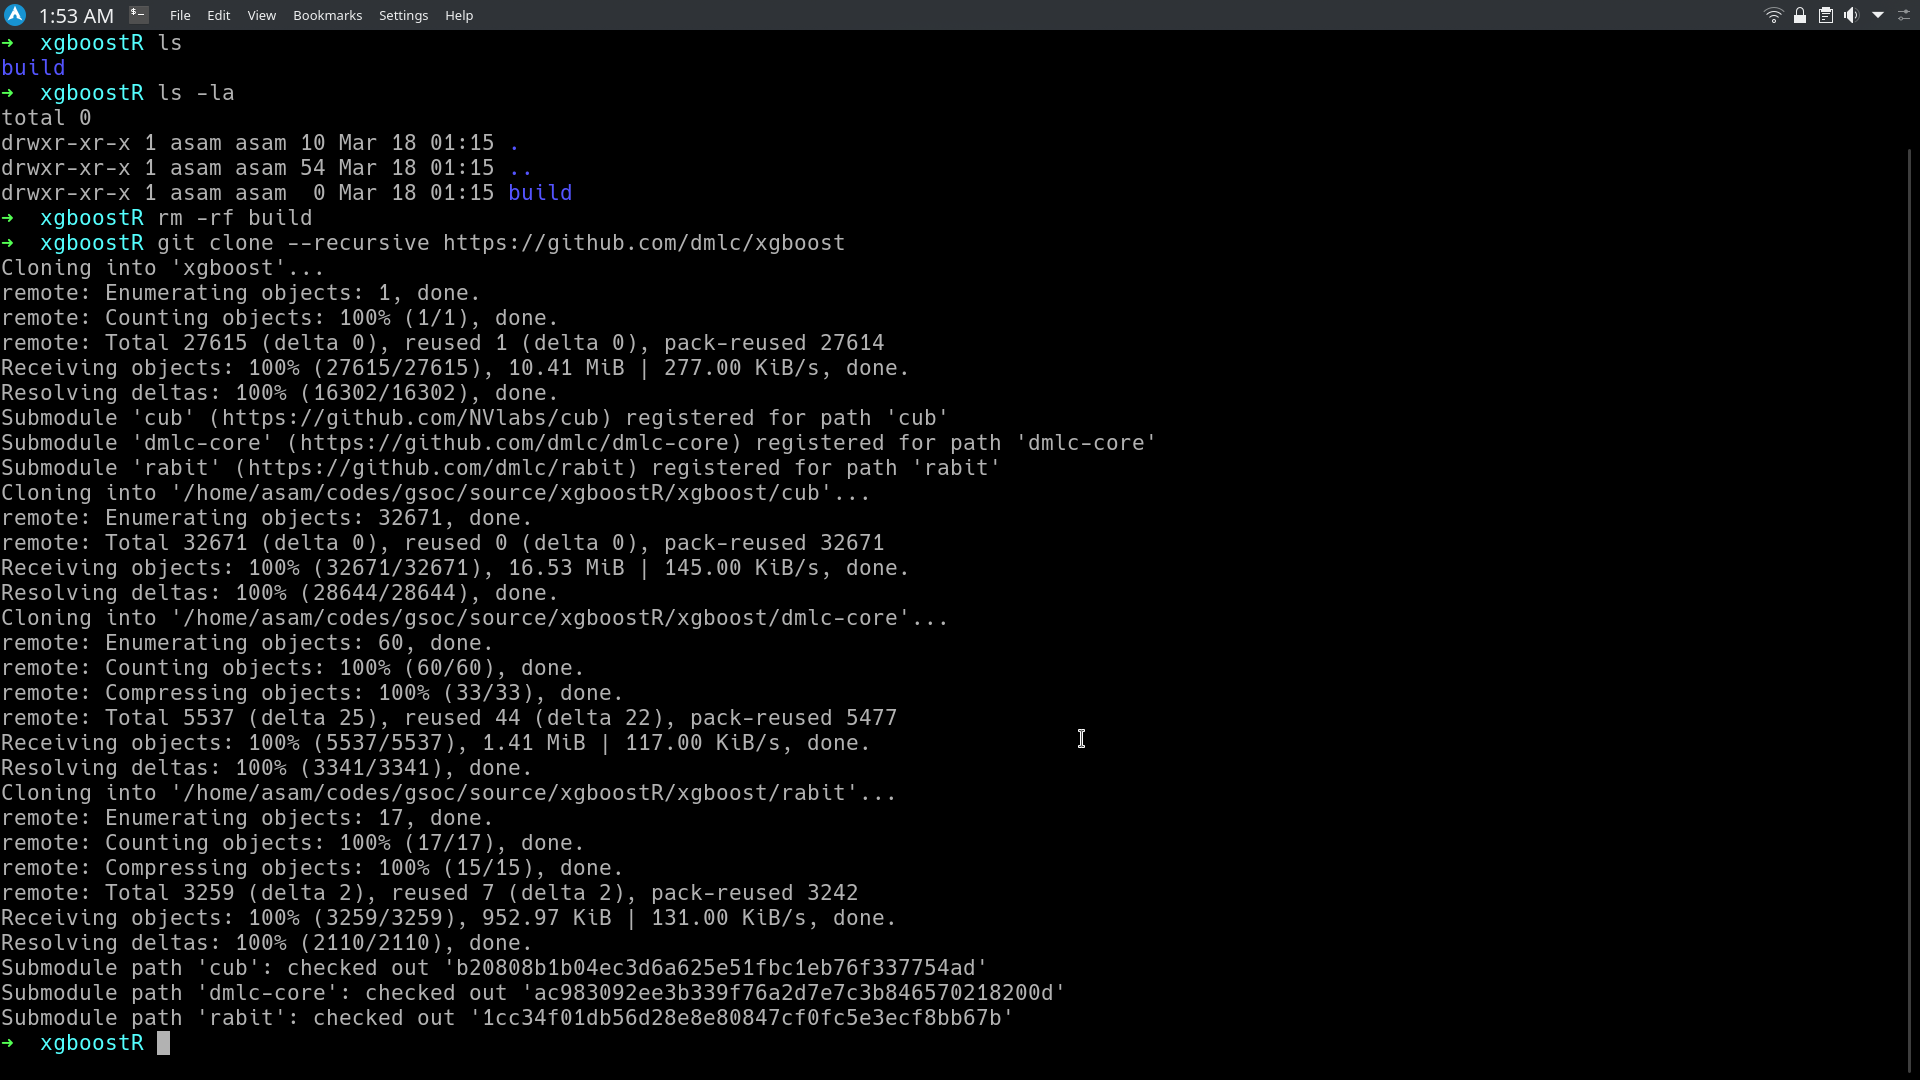 1:53 AM File Edit View Bookmarks Settings Help
➜  xgboostR ls
build
➜  xgboostR ls -la
total 0
drwxr-xr-x 1 asam asam 10 Mar 18 01:15 .
drwxr-xr-x 1 asam asam 54 Mar 18 01:15 ..
drwxr-xr-x 1 asam asam  0 Mar 18 01:15 build
➜  xgboostR rm -rf build
➜  xgboostR git clone --recursive https://github.com/dmlc/xgboost
Cloning into 'xgboost'...
remote: Enumerating objects: 1, done.
remote: Counting objects: 100% (1/1), done.
remote: Total 27615 (delta 0), reused 1 (delta 0), pack-reused 27614
Receiving objects: 100% (27615/27615), 10.41 MiB | 277.00 KiB/s, done.
Resolving deltas: 100% (16302/16302), done.
Submodule 'cub' (https://github.com/NVlabs/cub) registered for path 'cub'
Submodule 'dmlc-core' (https://github.com/dmlc/dmlc-core) registered for path 'dmlc-core'
Submodule 'rabit' (https://github.com/dmlc/rabit) registered for path 'rabit'
Cloning into '/home/asam/codes/gsoc/source/xgboostR/xgboost/cub'...
remote: Enumerating objects: 32671, done.
remote: Total 32671 (delta 0), reused 0 (delta 0), pack-reused 32671
Receiving objects: 100% (32671/32671), 16.53 MiB | 145.00 KiB/s, done.
Resolving deltas: 100% (28644/28644), done.
Cloning into '/home/asam/codes/gsoc/source/xgboostR/xgboost/dmlc-core'...
remote: Enumerating objects: 60, done.
remote: Counting objects: 100% (60/60), done.
remote: Compressing objects: 100% (33/33), done.
remote: Total 5537 (delta 25), reused 44 (delta 22), pack-reused 5477
Receiving objects: 100% (5537/5537), 1.41 MiB | 117.00 KiB/s, done.
Resolving deltas: 100% (3341/3341), done.
Cloning into '/home/asam/codes/gsoc/source/xgboostR/xgboost/rabit'...
remote: Enumerating objects: 17, done.
remote: Counting objects: 100% (17/17), done.
remote: Compressing objects: 100% (15/15), done.
remote: Total 3259 (delta 2), reused 7 (delta 2), pack-reused 3242
Receiving objects: 100% (3259/3259), 952.97 KiB | 131.00 KiB/s, done.
Resolving deltas: 100% (2110/2110), done.
Submodule path 'cub': checked out 'b20808b1b04ec3d6a625e51fbc1eb76f337754ad'
Submodule path 'dmlc-core': checked out 'ac983092ee3b339f76a2d7e7c3b846570218200d'
Submodule path 'rabit': checked out '1cc34f01db56d28e8e80847cf0fc5e3ecf8bb67b'
➜  xgboostR